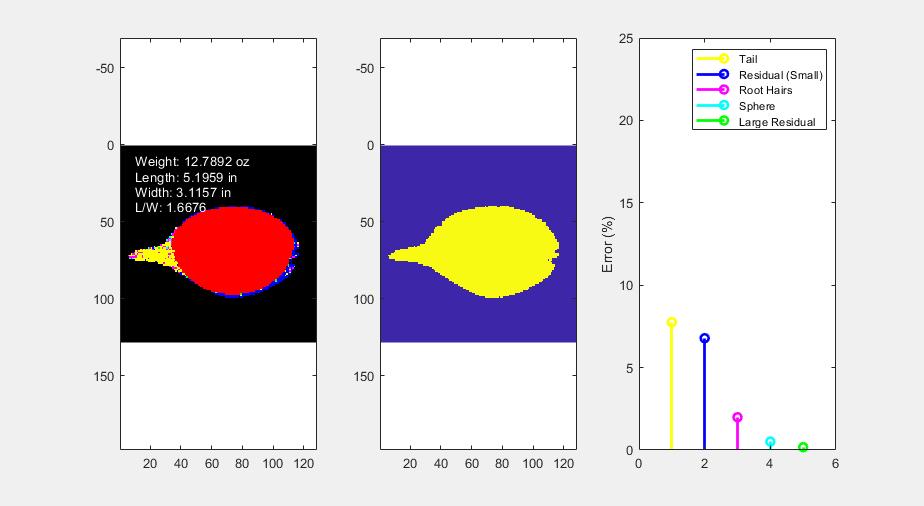 Weight: 12.7892 oz
Length: 5.1959 in
Width: 3.1157 in
L/W: 1.6676
-50
0
50
100
150
20 40 60 80 100 120
-50
0
50
100
150
20 40 60 80 100 120
Error (%)
25
20
15
10
5
0
0 2 4 6
Tail
Residual (Small)
Root Hairs
Sphere
Large Residual